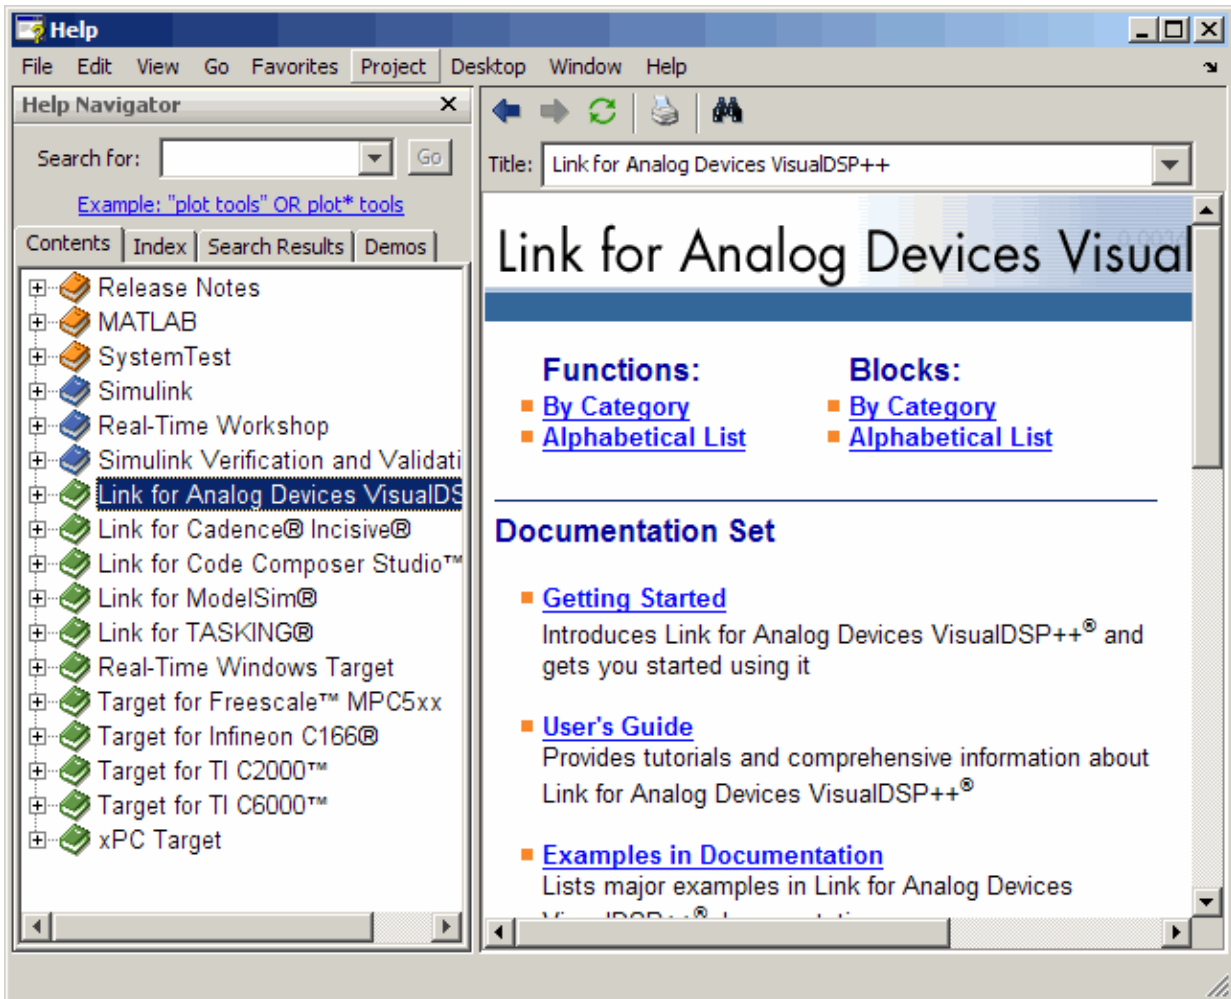 Help
File Edit View Go Favorites Project Desktop Window Help
Help Navigator
Search for: Go
Example: "plot tools" OR plot* tools
Contents Index Search Results Demos
Release Notes
MATLAB
SystemTest
Simulink
Real-Time Workshop
Simulink Verification and Validati
Link for Analog Devices VisualDS
Link for Cadence® Incisive®
Link for Code Composer Studio™
Link for ModelSim®
Link for TASKING®
Real-Time Windows Target
Target for Freescale™ MPC5xx
Target for Infineon C166®
Target for TI C2000™
Target for TI C6000™
xPC Target
Title: Link for Analog Devices VisualDSP++
Link for Analog Devices Visual
Functions: Blocks:
By Category By Category
Alphabetical List Alphabetical List
Documentation Set
Getting Started
Introduces Link for Analog Devices VisualDSP++® and
gets you started using it
User's Guide
Provides tutorials and comprehensive information about
Link for Analog Devices VisualDSP++®
Examples in Documentation
Lists major examples in Link for Analog Devices